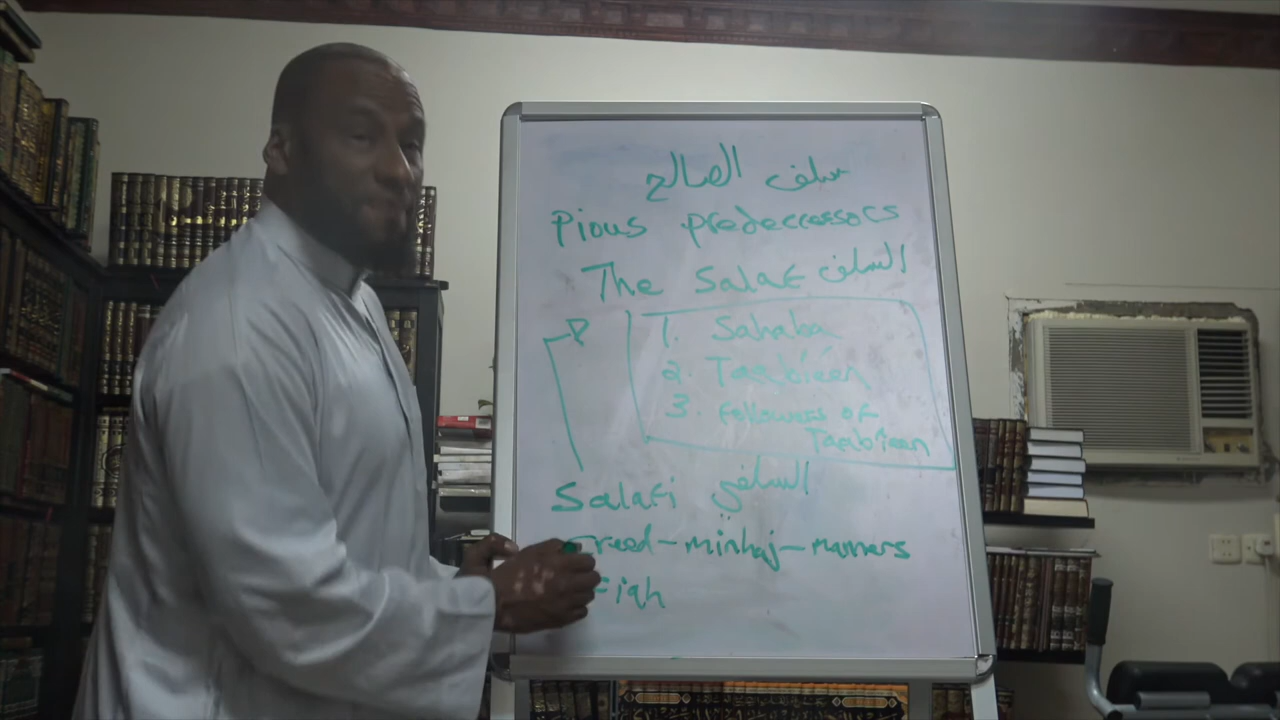 سلف الصالح
Pious predecressors
The Salaf السلف
1. Sahaba
2. Taabieen
3. Followers of
Taabieen
Salafi السلفي
Creed-minhaj-manners
Fiqh